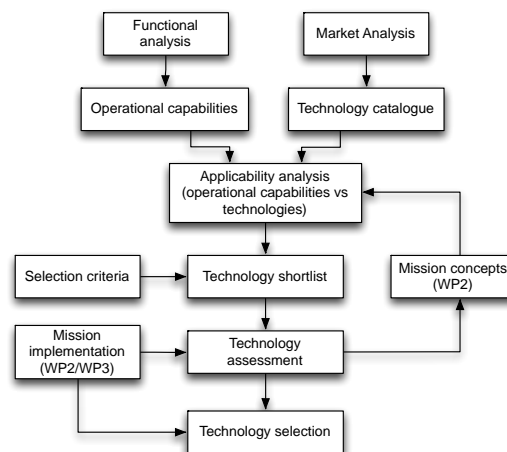 Functional
analysis
Market Analysis
Operational capabilities
Technology catalogue
Applicability analysis
(operational capabilities vs
technologies)
Selection criteria
Technology shortlist
Mission concepts
(WP2)
Mission
implementation
(WP2/WP3)
Technology
assessment
Technology selection